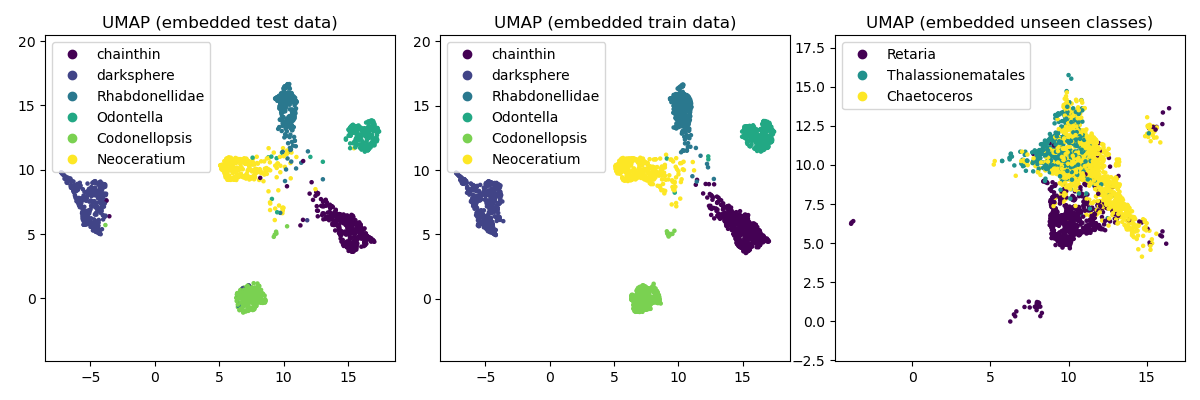 UMAP (embedded test data)
chainthin
darksphere
Rhabdonellidae
Odontella
Codonellopsis
Neoceratium
20
15
10
5
0
−5
0
5
10
15
UMAP (embedded train data)
chainthin
darksphere
Rhabdonellidae
Odontella
Codonellopsis
Neoceratium
20
15
10
5
0
−5
0
5
10
15
UMAP (embedded unseen classes)
Retaria
Thalassionematales
Chaetoceros
17.5
15.0
12.5
10.0
7.5
5.0
2.5
0.0
−2.5
0
5
10
15